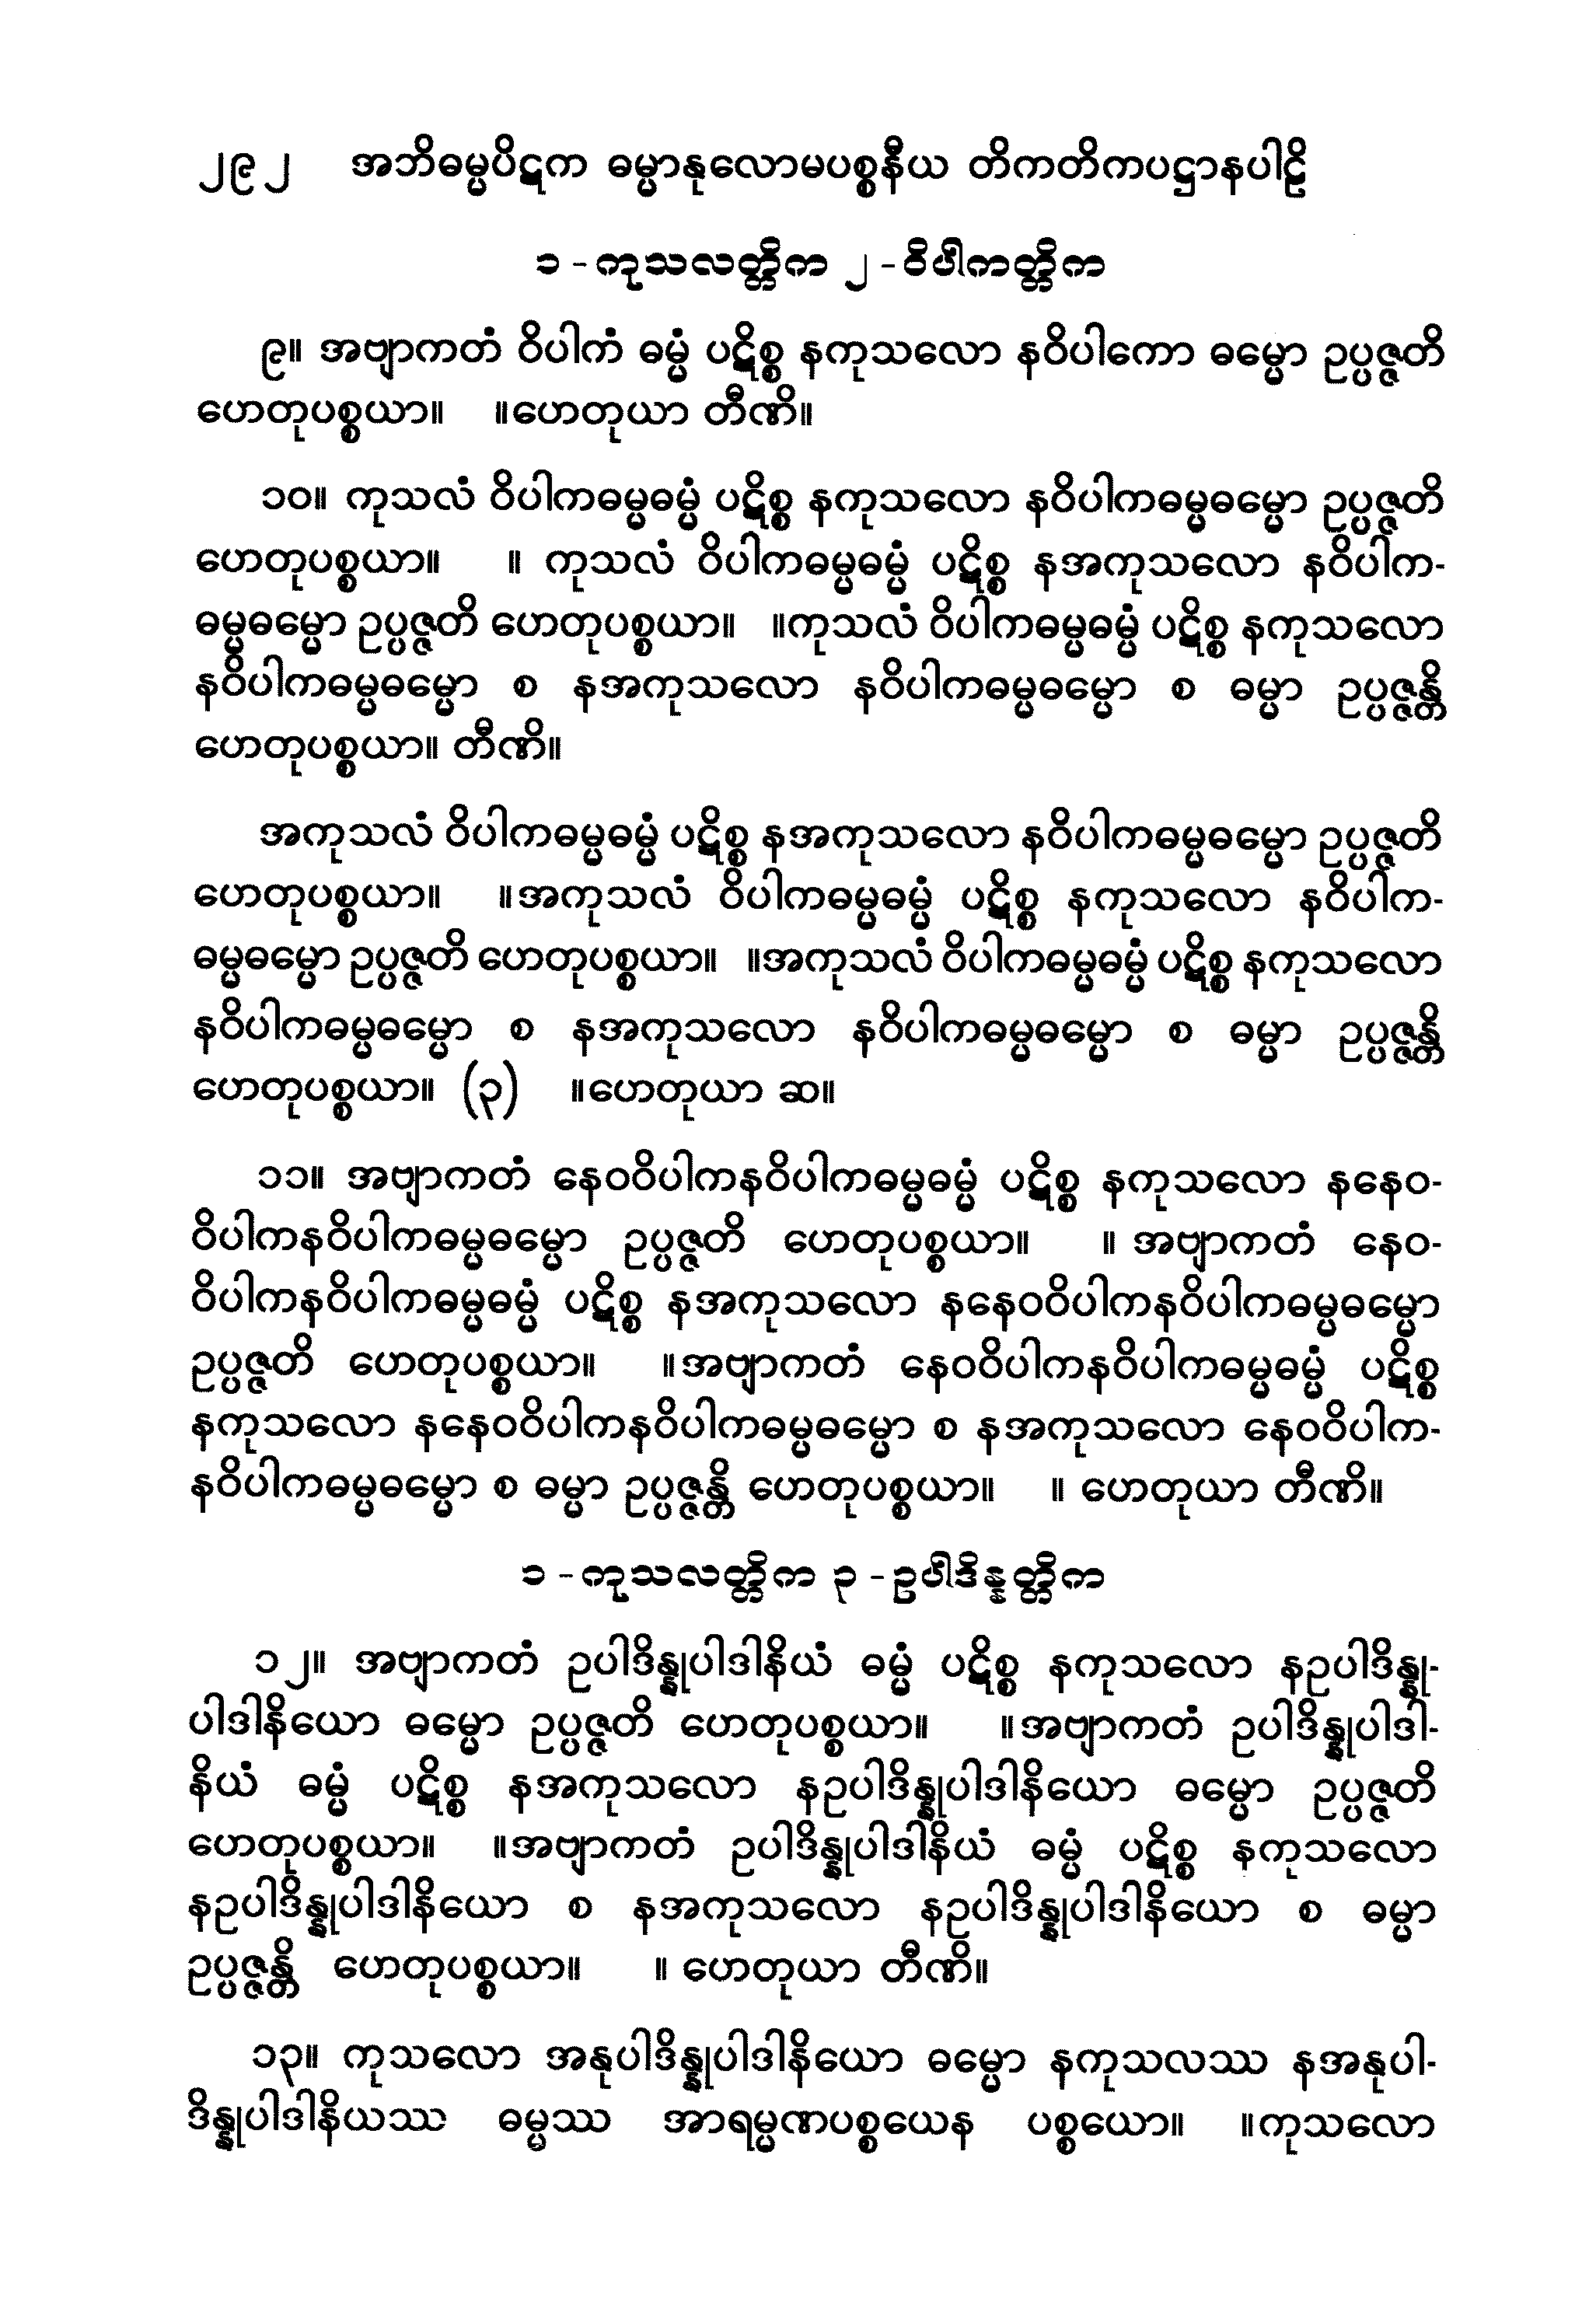 ၂၉၂ အဘိဓမ္မပိဋက ဓမ္မာနုလောမပစ္စနီယ တိကတိကပဋ္ဌာနပါဠိ
၁ - ကုသလတ္တိက ၂ - ဝိပါကတ္တိက
၉။ အဗျာကတံ ဝိပါကံ ဓမ္မံ ပဋိစ္စ နကုသလော နဝိပါကော ဓမ္မော ဥပ္ပဇ္ဇတိ
ဟေတုပစ္စယာ။ ။ဟေတုယာ တီဏိ။
၁၀။ ကုသလံ ဝိပါကဓမ္မဓမ္မံ ပဋိစ္စ နကုသလော နဝိပါကဓမ္မဓမ္မော ဥပ္ပဇ္ဇတိ
ဟေတုပစ္စယာ။ ။ ကုသလံ ဝိပါကဓမ္မဓမ္မံ ပဋိစ္စ နအကုသလော နဝိပါက-
ဓမ္မဓမ္မော ဥပ္ပဇ္ဇတိ ဟေတုပစ္စယာ။ ။ကုသလံ ဝိပါကဓမ္မဓမ္မံ ပဋိစ္စ နကုသလော
နဝိပါကဓမ္မဓမ္မော စ နအကုသလော နဝိပါကဓမ္မဓမ္မော စ ဓမ္မာ ဥပ္ပဇ္ဇန္တိ
ဟေတုပစ္စယာ။ တီဏိ။
အကုသလံ ဝိပါကဓမ္မဓမ္မံ ပဋိစ္စ နအကုသလော နဝိပါကဓမ္မဓမ္မော ဥပ္ပဇ္ဇတိ
ဟေတုပစ္စယာ။ ။အကုသလံ ဝိပါကဓမ္မဓမ္မံ ပဋိစ္စ နကုသလော နဝိပါက-
ဓမ္မဓမ္မော ဥပ္ပဇ္ဇတိ ဟေတုပစ္စယာ။ ။အကုသလံ ဝိပါကဓမ္မဓမ္မံ ပဋိစ္စ နကုသလော
နဝိပါကဓမ္မဓမ္မော စ နအကုသလော နဝိပါကဓမ္မဓမ္မော စ ဓမ္မာ ဥပ္ပဇ္ဇန္တိ
ဟေတုပစ္စယာ။ (၃) ။ဟေတုယာ ဆ။
၁၁။ အဗျာကတံ နေဝဝိပါကနဝိပါကဓမ္မဓမ္မံ ပဋိစ္စ နကုသလော နနေဝ-
ဝိပါကနဝိပါကဓမ္မဓမ္မော ဥပ္ပဇ္ဇတိ ဟေတုပစ္စယာ။ ။ အဗျာကတံ နေဝ-
ဝိပါကနဝိပါကဓမ္မဓမ္မံ ပဋိစ္စ နအကုသလော နနေဝဝိပါကနဝိပါကဓမ္မဓမ္မော
ဥပ္ပဇ္ဇတိ ဟေတုပစ္စယာ။ ။အဗျာကတံ နေဝဝိပါကနဝိပါကဓမ္မဓမ္မံ ပဋိစ္စ
နကုသလော နနေဝဝိပါကနဝိပါကဓမ္မဓမ္မော စ နအကုသလော နေဝဝိပါက-
နဝိပါကဓမ္မဓမ္မော စ ဓမ္မာ ဥပ္ပဇ္ဇန္တိ ဟေတုပစ္စယာ။ ။ ဟေတုယာ တီဏိ။
၁ - ကုသလတ္တိက ၃ - ဥပါဒိန္နတ္တိက
၁၂။ အဗျာကတံ ဥပါဒိန္နုပါဒါနိယံ ဓမ္မံ ပဋိစ္စ နကုသလော နဥပါဒိန္နု-
ပါဒါနိယော ဓမ္မော ဥပ္ပဇ္ဇတိ ဟေတုပစ္စယာ။ ။အဗျာကတံ ဥပါဒိန္နုပါဒါ-
နိယံ ဓမ္မံ ပဋိစ္စ နအကုသလော နဥပါဒိန္နုပါဒါနိယော ဓမ္မော ဥပ္ပဇ္ဇတိ
ဟေတုပစ္စယာ။ ။အဗျာကတံ ဥပါဒိန္နုပါဒါနိယံ ဓမ္မံ ပဋိစ္စ နကုသလော
နဥပါဒိန္နုပါဒါနိယော စ နအကုသလော နဥပါဒိန္နုပါဒါနိယော စ ဓမ္မာ
ဥပ္ပဇ္ဇန္တိ ဟေတုပစ္စယာ။ ။ ဟေတုယာ တီဏိ။
၁၃။ ကုသလော အနုပါဒိန္နုပါဒါနိယော ဓမ္မော နကုသလဿ နအနုပါ-
ဒိန္နုပါဒါနိယဿ ဓမ္မဿ အာရမ္မဏပစ္စယေန ပစ္စယော။ ။ကုသလော